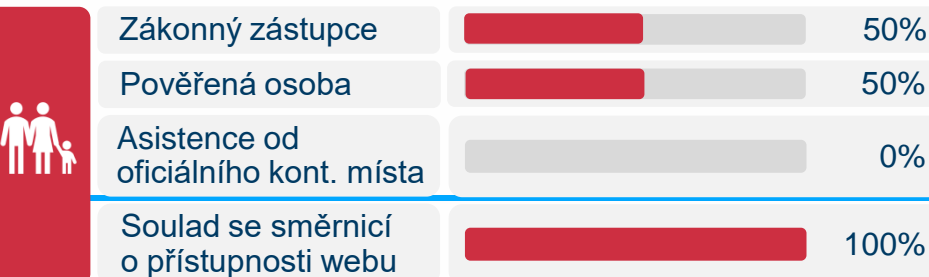 Zákonný zástupce 50%
Pověřená osoba 50%
Asistence od
oficiálního kont. místa 0%
Soulad se směrnicí
o přístupnosti webu 100%